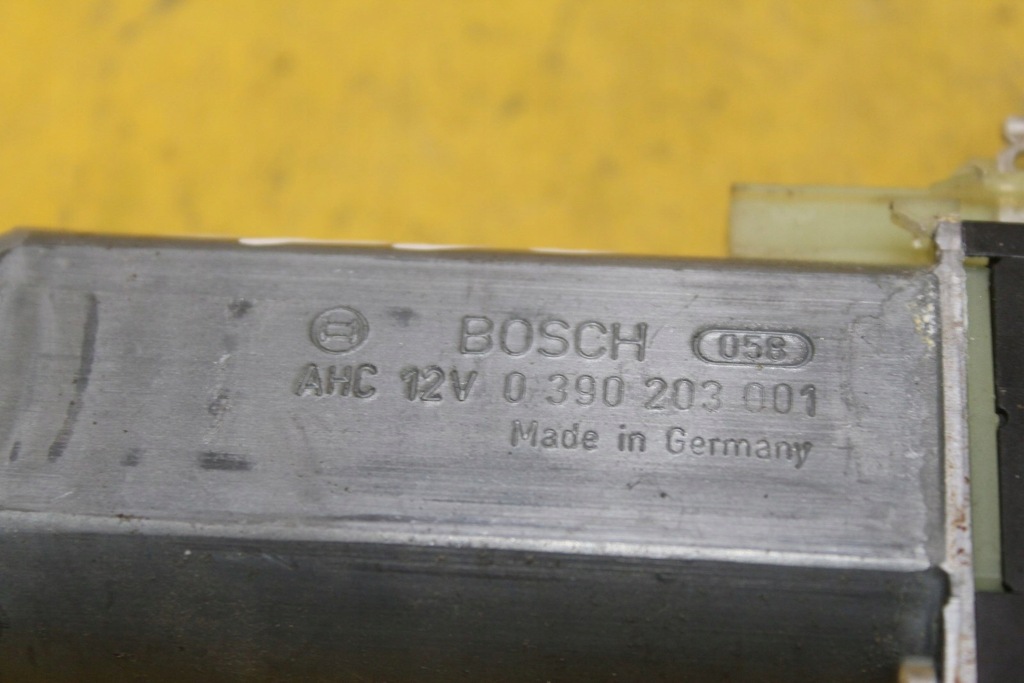 BOSCH 058
AHC 12V 0 390 203 001
Made in Germany